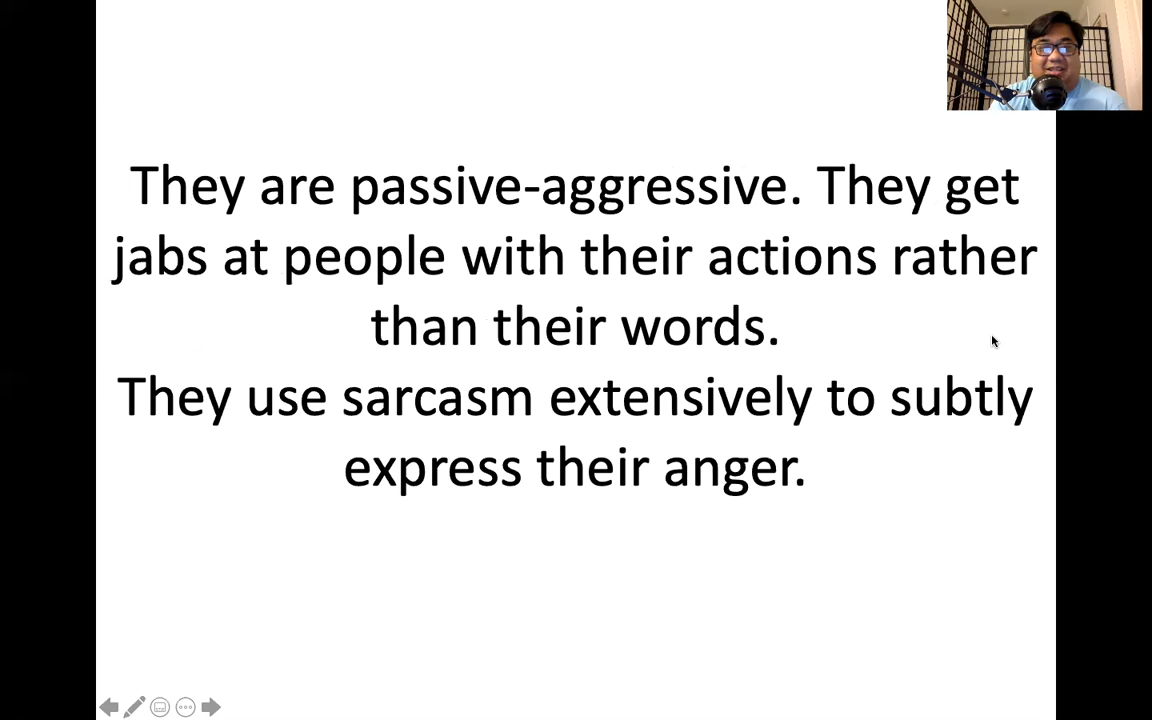 They are passive-aggressive. They get
jabs at people with their actions rather
than their words.
They use sarcasm extensively to subtly
express their anger.